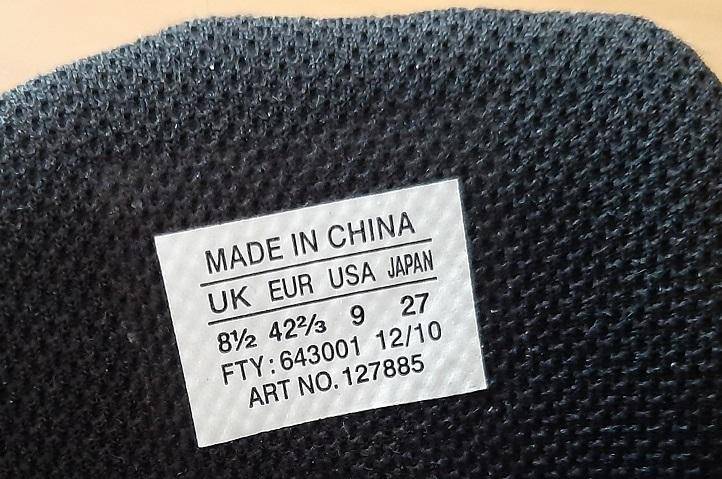 MADE IN CHINA
UK EUR USA JAPAN
8½ 42⅔ 9 27
FTY: 643001 12/10
ART NO. 127885